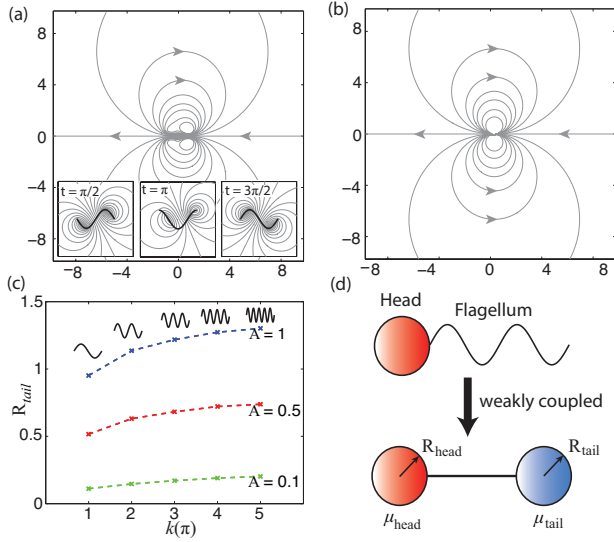 (a)
(b)
8
4
0
−4
−8
t = π/2
t = π
t = 3π/2
−8
−4
0
4
8
8
4
0
−4
−8
−8
−4
0
4
8
(c)
1.5
1
0.5
0
R_tail
A = 1
A = 0.5
A = 0.1
1
2
3
4
5
k(π)
(d)
Head
Flagellum
weakly coupled
R_head
R_tail
μ_head
μ_tail